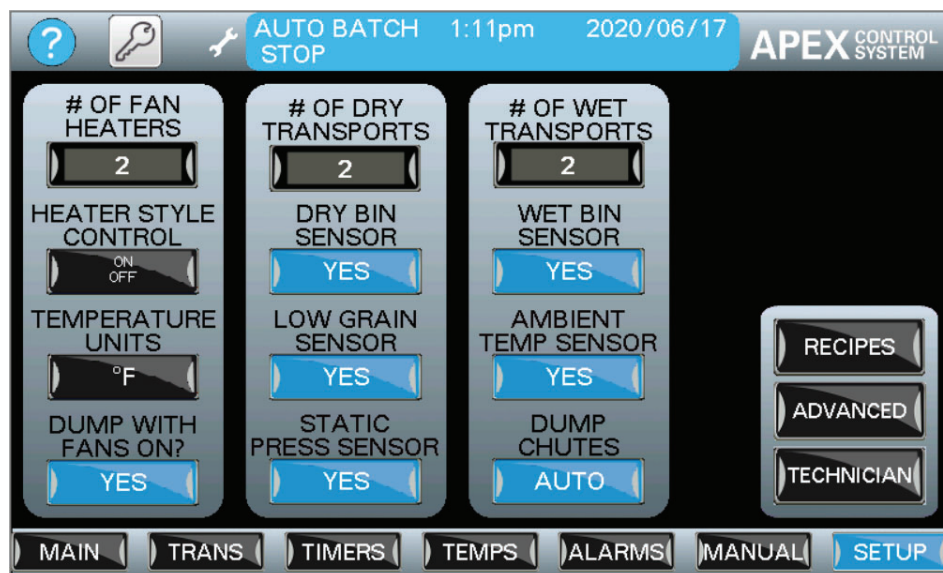 ?
AUTO BATCH 1:11pm 2020/06/17
STOP
APEX CONTROL
SYSTEM
# OF FAN
HEATERS
2
HEATER STYLE
CONTROL
ON
OFF
TEMPERATURE
UNITS
°F
DUMP WITH
FANS ON?
YES
# OF DRY
TRANSPORTS
2
DRY BIN
SENSOR
YES
LOW GRAIN
SENSOR
YES
STATIC
PRESS SENSOR
YES
# OF WET
TRANSPORTS
2
WET BIN
SENSOR
YES
AMBIENT
TEMP SENSOR
YES
DUMP
CHUTES
AUTO
RECIPES
ADVANCED
TECHNICIAN
MAIN TRANS TIMERS TEMPS ALARMS MANUAL SETUP